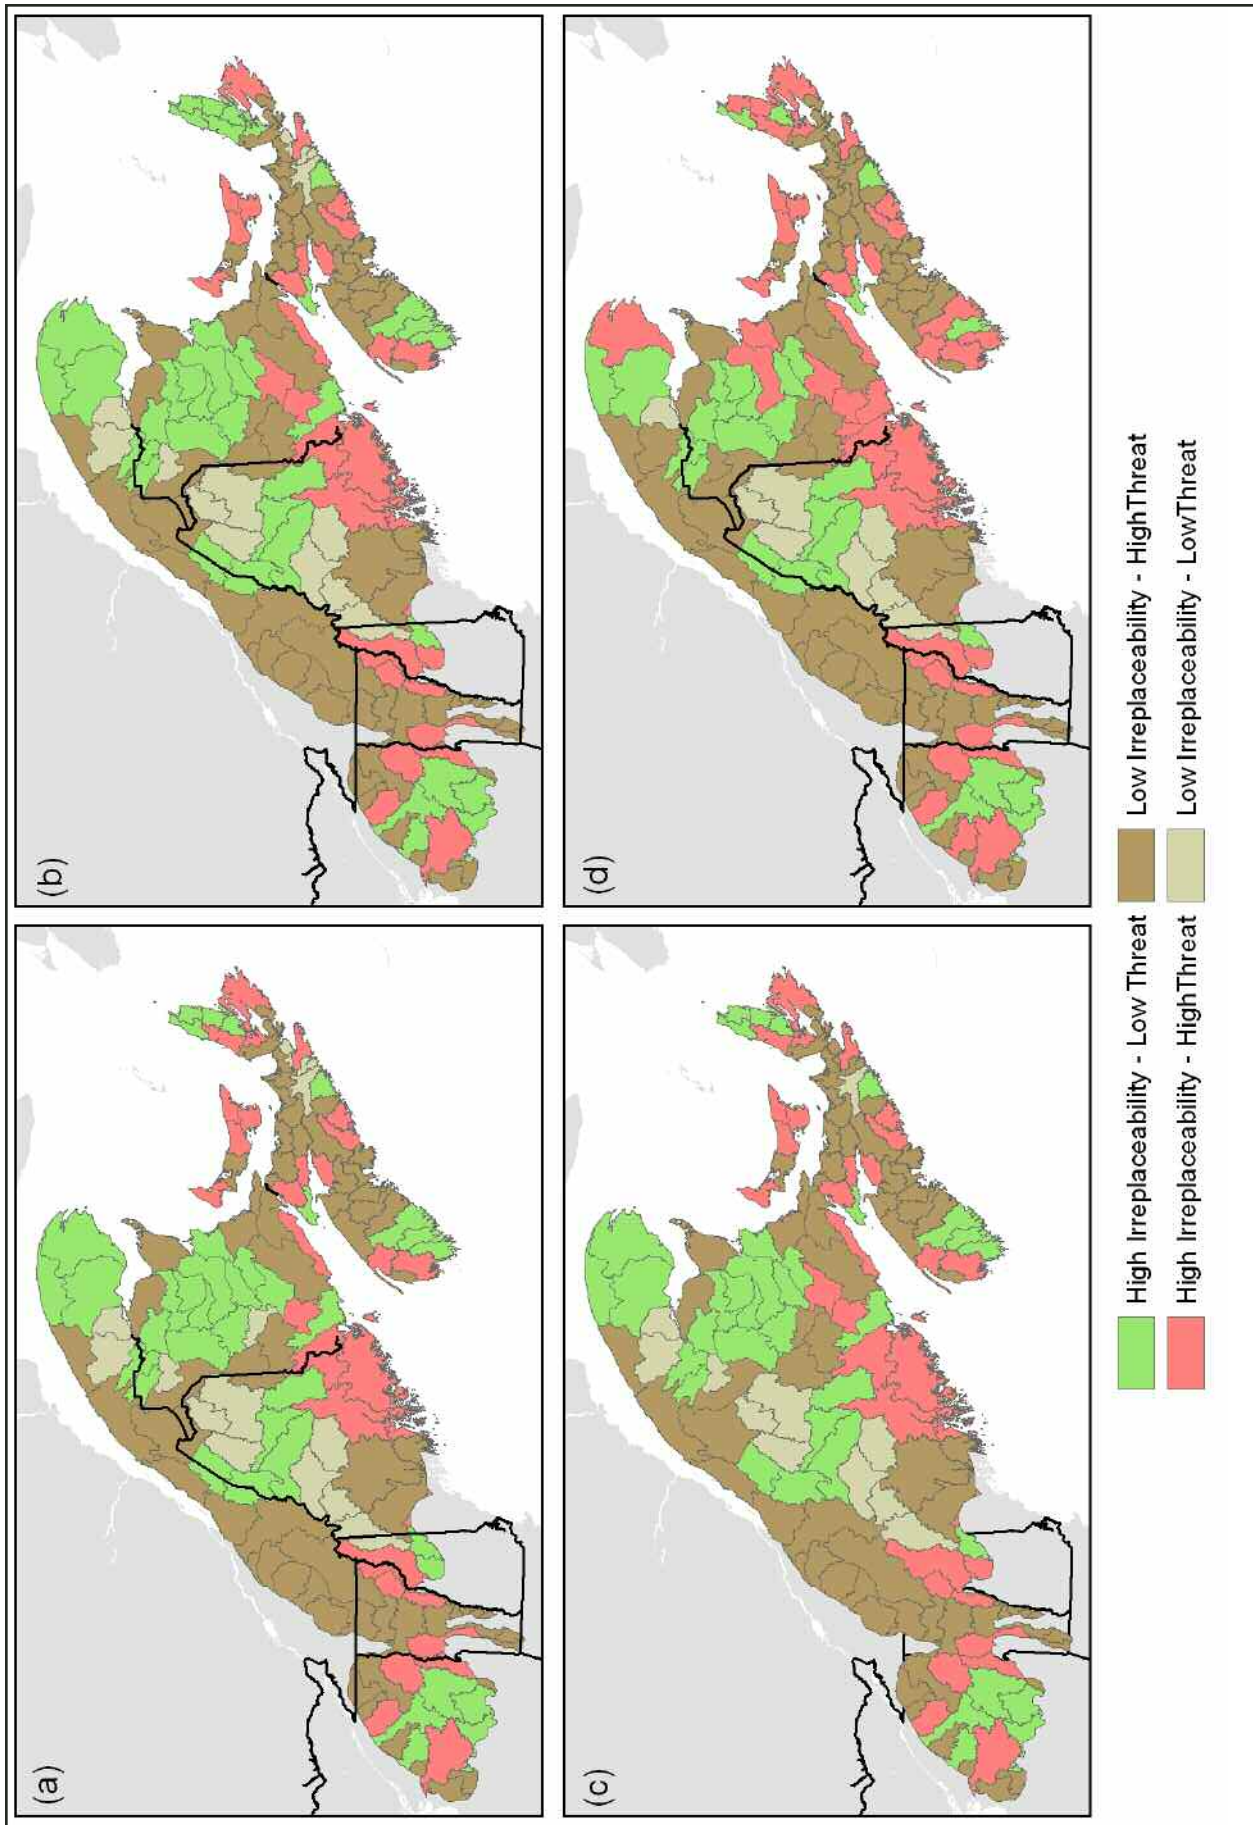 (a)
(b)
(c)
(d)
High Irreplaceability - Low Threat
Low Irreplaceability - HighThreat
High Irreplaceability - HighThreat
Low Irreplaceability - LowThreat